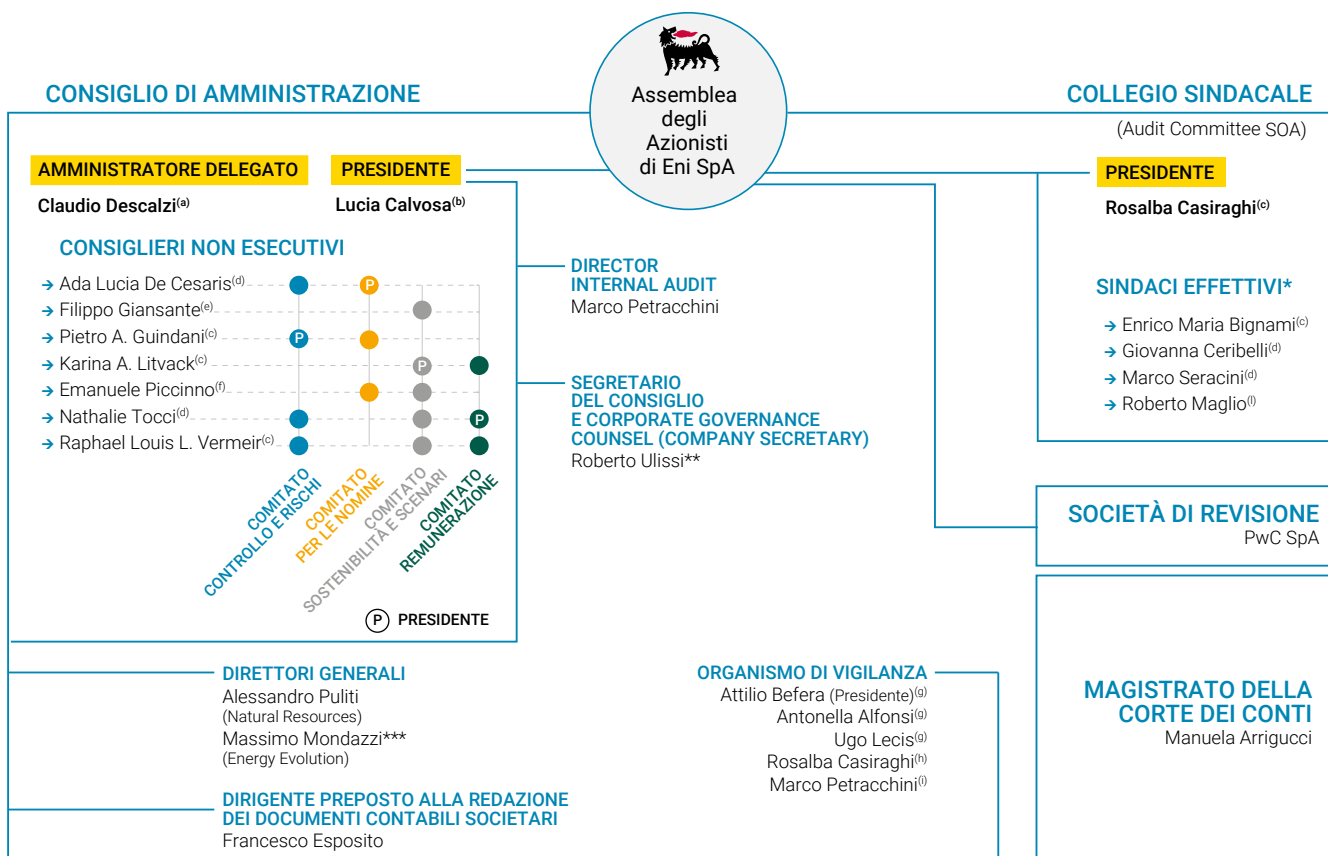 Assemblea
degli
Azionisti
di Eni SpA
CONSIGLIO DI AMMINISTRAZIONE
AMMINISTRATORE DELEGATO
Claudio Descalzi(a)
PRESIDENTE
Lucia Calvosa(b)
CONSIGLIERI NON ESECUTIVI
→ Ada Lucia De Cesaris(d)
P
→ Filippo Giansante(e)
→ Pietro A. Guindani(c)
P
→ Karina A. Litvack(c)
P
→ Emanuele Piccinno(f)
→ Nathalie Tocci(d)
P
→ Raphael Louis L. Vermeir(c)
COMITATO
CONTROLLO E RISCHI
COMITATO
PER LE NOMINE
COMITATO
SOSTENIBILITÀ E SCENARI
COMITATO
REMUNERAZIONE
P PRESIDENTE
DIRECTOR
INTERNAL AUDIT
Marco Petracchini
SEGRETARIO
DEL CONSIGLIO
E CORPORATE GOVERNANCE
COUNSEL (COMPANY SECRETARY)
Roberto Ulissi**
COLLEGIO SINDACALE
(Audit Committee SOA)
PRESIDENTE
Rosalba Casiraghi(c)
SINDACI EFFETTIVI*
→ Enrico Maria Bignami(c)
→ Giovanna Ceribelli(d)
→ Marco Seracini(d)
→ Roberto Maglio(l)
SOCIETÀ DI REVISIONE
PwC SpA
MAGISTRATO DELLA
CORTE DEI CONTI
Manuela Arrigucci
DIRETTORI GENERALI
Alessandro Puliti
(Natural Resources)
Massimo Mondazzi***
(Energy Evolution)
DIRIGENTE PREPOSTO ALLA REDAZIONE
DEI DOCUMENTI CONTABILI SOCIETARI
Francesco Esposito
ORGANISMO DI VIGILANZA
Attilio Befera (Presidente)(g)
Antonella Alfonsi(g)
Ugo Lecis(g)
Rosalba Casiraghi(h)
Marco Petracchini(i)